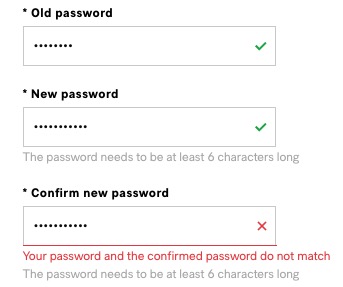 * Old password
••••••••
* New password
•••••••••••
The password needs to be at least 6 characters long
* Confirm new password
•••••••••••
Your password and the confirmed password do not match
The password needs to be at least 6 characters long